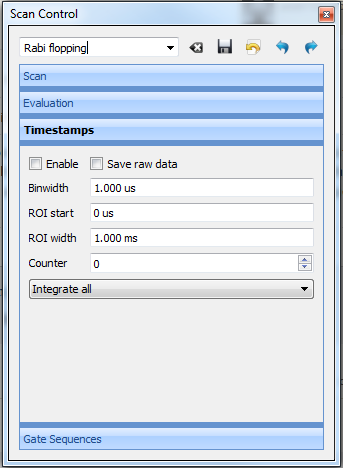 Scan Control
Rabi flopping
Scan
Evaluation
Timestamps
Enable Save raw data
Binwidth 1.000 us
ROI start 0 us
ROI width 1.000 ms
Counter 0
Integrate all
Gate Sequences